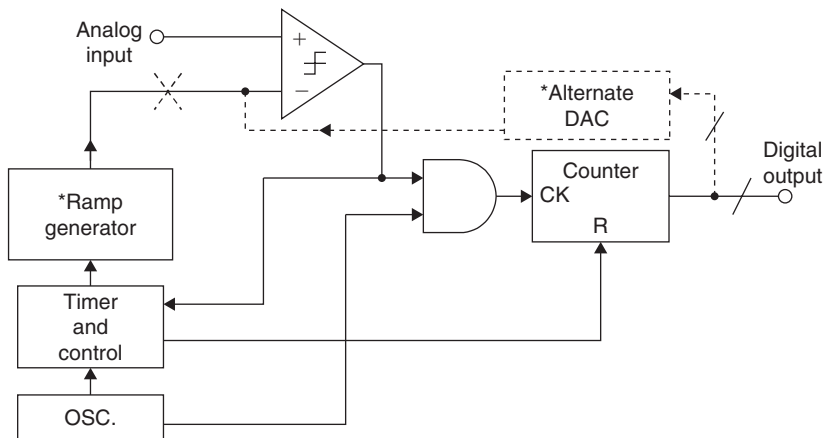 Analog
input
+
−
*Alternate
DAC
Digital
output
Counter
CK
R
*Ramp
generator
Timer
and
control
OSC.